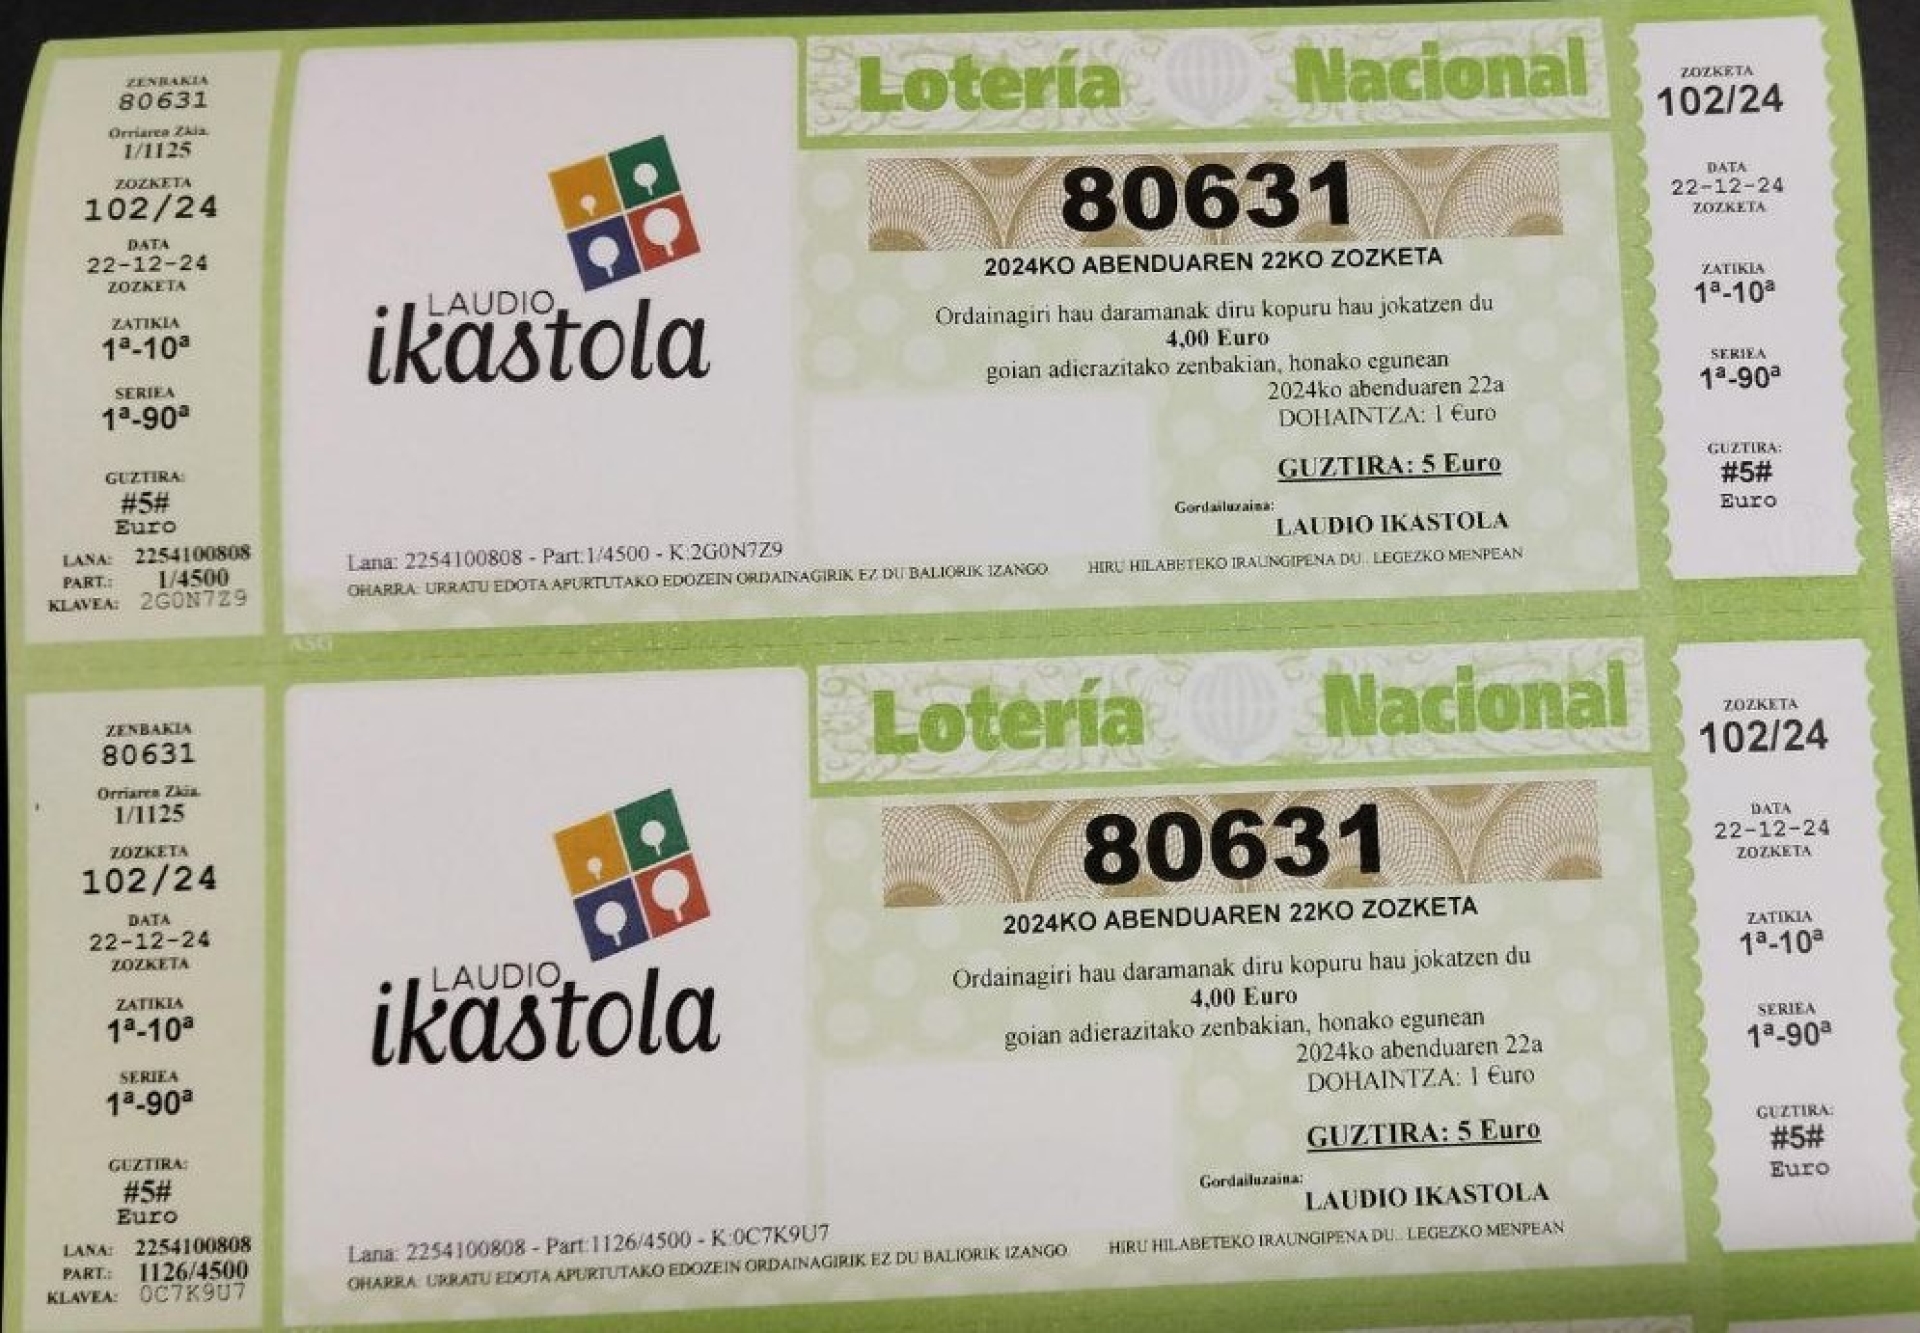 ZENBAKIA
80631
Orriaren Zkia.
1/1125
ZOZKETA
102/24
DATA
22-12-24
ZOZKETA
ZATIKIA
1ª-10ª
SERIEA
1ª-90ª
GUZTIRA:
#5#
Euro
LANA: 2254100808
PART.: 1/4500
KLAVEA: 2G0N7Z9
LAUDIO
ikastola
Lotería Nacional
80631
2024KO ABENDUAREN 22KO ZOZKETA
Ordainagiri hau daramanak diru kopuru hau jokatzen du
4,00 Euro
goian adierazitako zenbakian, honako egunean
2024ko abenduaren 22a
DOHAINTZA: 1 €uro
GUZTIRA: 5 Euro
Gordailuzaina:
LAUDIO IKASTOLA
Lana: 2254100808 - Part:1/4500 - K:2G0N7Z9
OHARRA: URRATU EDOTA APURTUTAKO EDOZEIN ORDAINAGIRIK EZ DU BALIORIK IZANGO HIRU HILABETEKO IRAUNGIPENA DU.. LEGEZKO MENPEAN
ZOZKETA
102/24
DATA
22-12-24
ZOZKETA
ZATIKIA
1ª-10ª
SERIEA
1ª-90ª
GUZTIRA:
#5#
Euro
ZENBAKIA
80631
Orriaren Zkia.
1/1125
ZOZKETA
102/24
DATA
22-12-24
ZOZKETA
ZATIKIA
1ª-10ª
SERIEA
1ª-90ª
GUZTIRA:
#5#
Euro
LANA: 2254100808
PART.: 1126/4500
KLAVEA: 0C7K9U7
LAUDIO
ikastola
Lotería Nacional
80631
2024KO ABENDUAREN 22KO ZOZKETA
Ordainagiri hau daramanak diru kopuru hau jokatzen du
4,00 Euro
goian adierazitako zenbakian, honako egunean
2024ko abenduaren 22a
DOHAINTZA: 1 €uro
GUZTIRA: 5 Euro
Gordailuzaina:
LAUDIO IKASTOLA
Lana: 2254100808 - Part:1126/4500 - K:0C7K9U7
OHARRA: URRATU EDOTA APURTUTAKO EDOZEIN ORDAINAGIRIK EZ DU BALIORIK IZANGO HIRU HILABETEKO IRAUNGIPENA DU.. LEGEZKO MENPEAN
ZOZKETA
102/24
DATA
22-12-24
ZOZKETA
ZATIKIA
1ª-10ª
SERIEA
1ª-90ª
GUZTIRA:
#5#
Euro